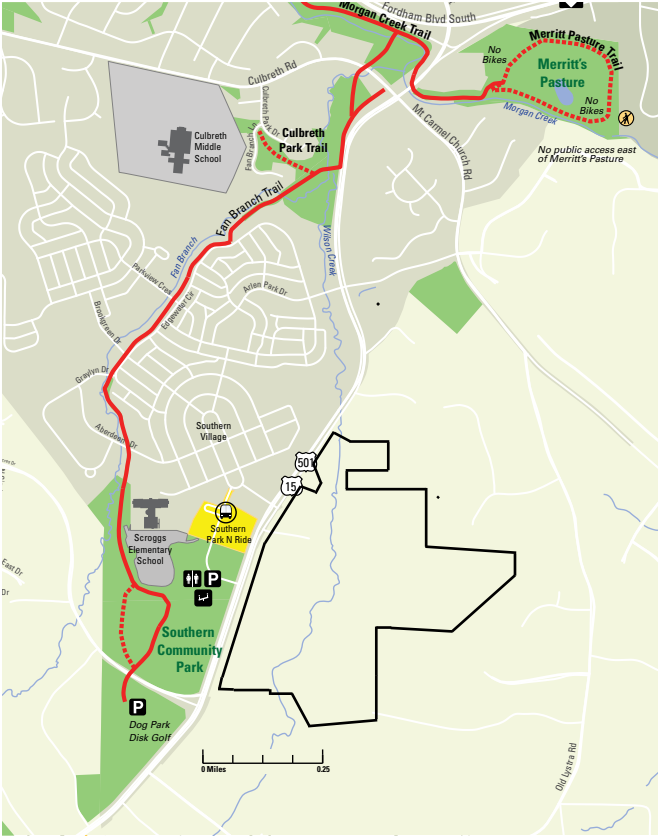 Fordham Blvd South
Morgan Creek Trail
Merritt Pasture Trail
No
Bikes
Merritt's
Pasture
No
Bikes
Morgan Creek
No public access east
of Merritt's Pasture
Culbreth Rd
Culbreth Park Dr
Fan Branch Ln
Culbreth
Middle
School
Culbreth
Park Trail
Mt Carmel Church Rd
Fan Branch Trail
Fan Branch
Wilson Creek
Parkview Cres
Edgewater Cir
Arlen Park Dr
Brookgreen Dr
Graylyn Dr
Aberdeen Dr
Southern
Village
501
15
Southern
Park N Ride
Scroggs
Elementary
School
P
East Dr
Dr
Southern
Community
Park
P
Dog Park
Disk Golf
0 Miles
0.25
Old Lystra Rd